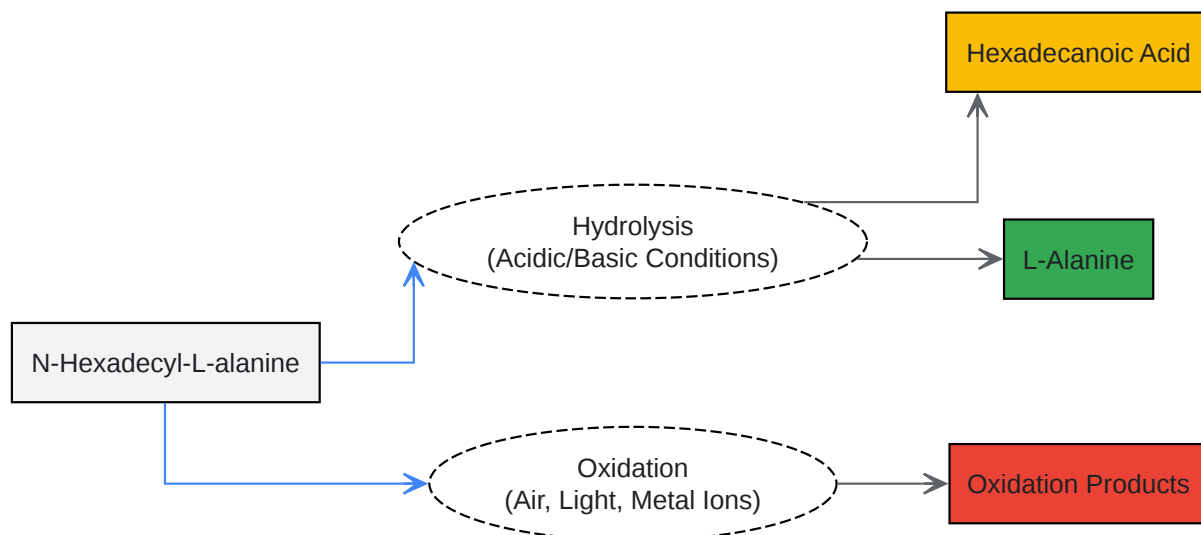 Hexadecanoic Acid
Hydrolysis
(Acidic/Basic Conditions)
L-Alanine
N-Hexadecyl-L-alanine
Oxidation
(Air, Light, Metal Ions)
Oxidation Products